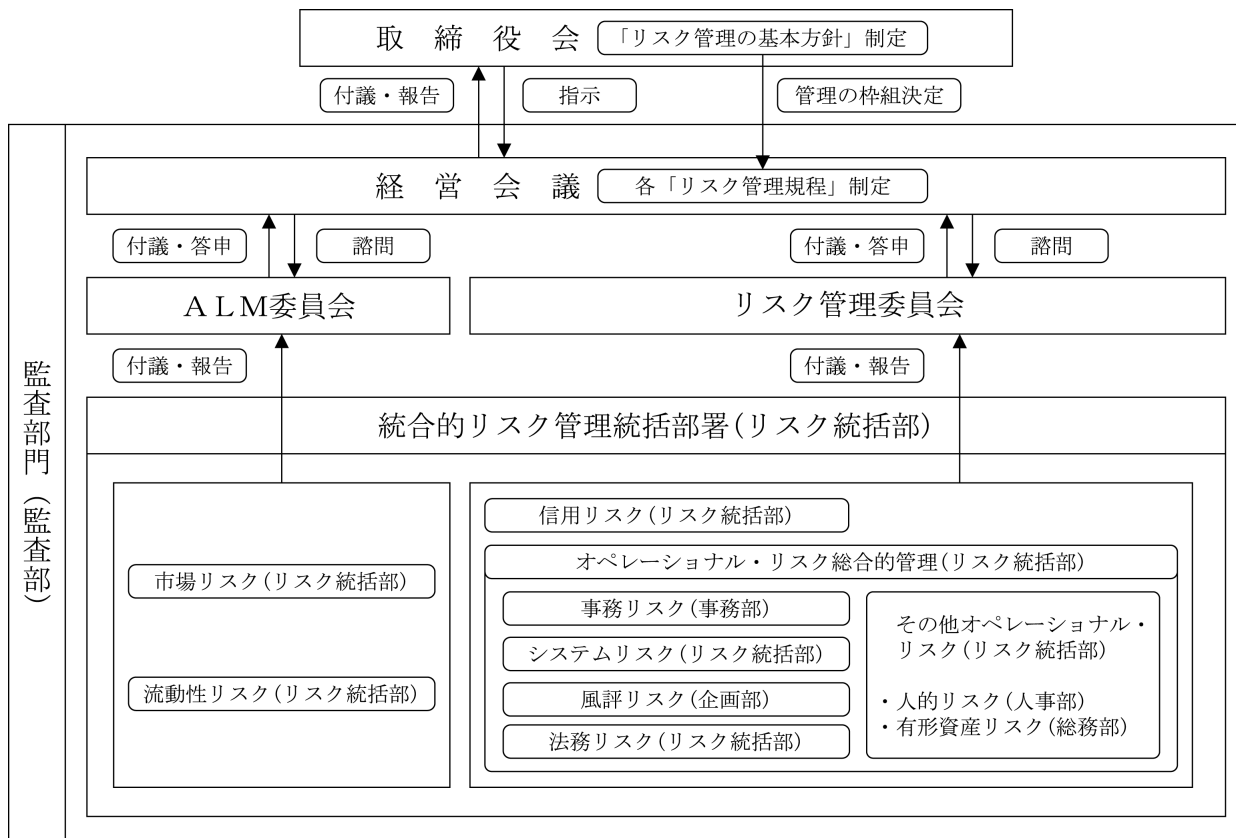 取締役会
「リスク管理の基本方針」制定
付議・報告
指示
管理の枠組決定
経営会議
各「リスク管理規程」制定
付議・答申
諮問
付議・答申
諮問
ALM委員会
リスク管理委員会
付議・報告
付議・報告
監査部門(監査部)
統合的リスク管理統括部署(リスク統括部)
市場リスク(リスク統括部)
流動性リスク(リスク統括部)
信用リスク(リスク統括部)
オペレーショナル・リスク総合的管理(リスク統括部)
事務リスク(事務部)
システムリスク(リスク統括部)
風評リスク(企画部)
法務リスク(リスク統括部)
その他オペレーショナル・
リスク(リスク統括部)
・人的リスク(人事部)
・有形資産リスク(総務部)